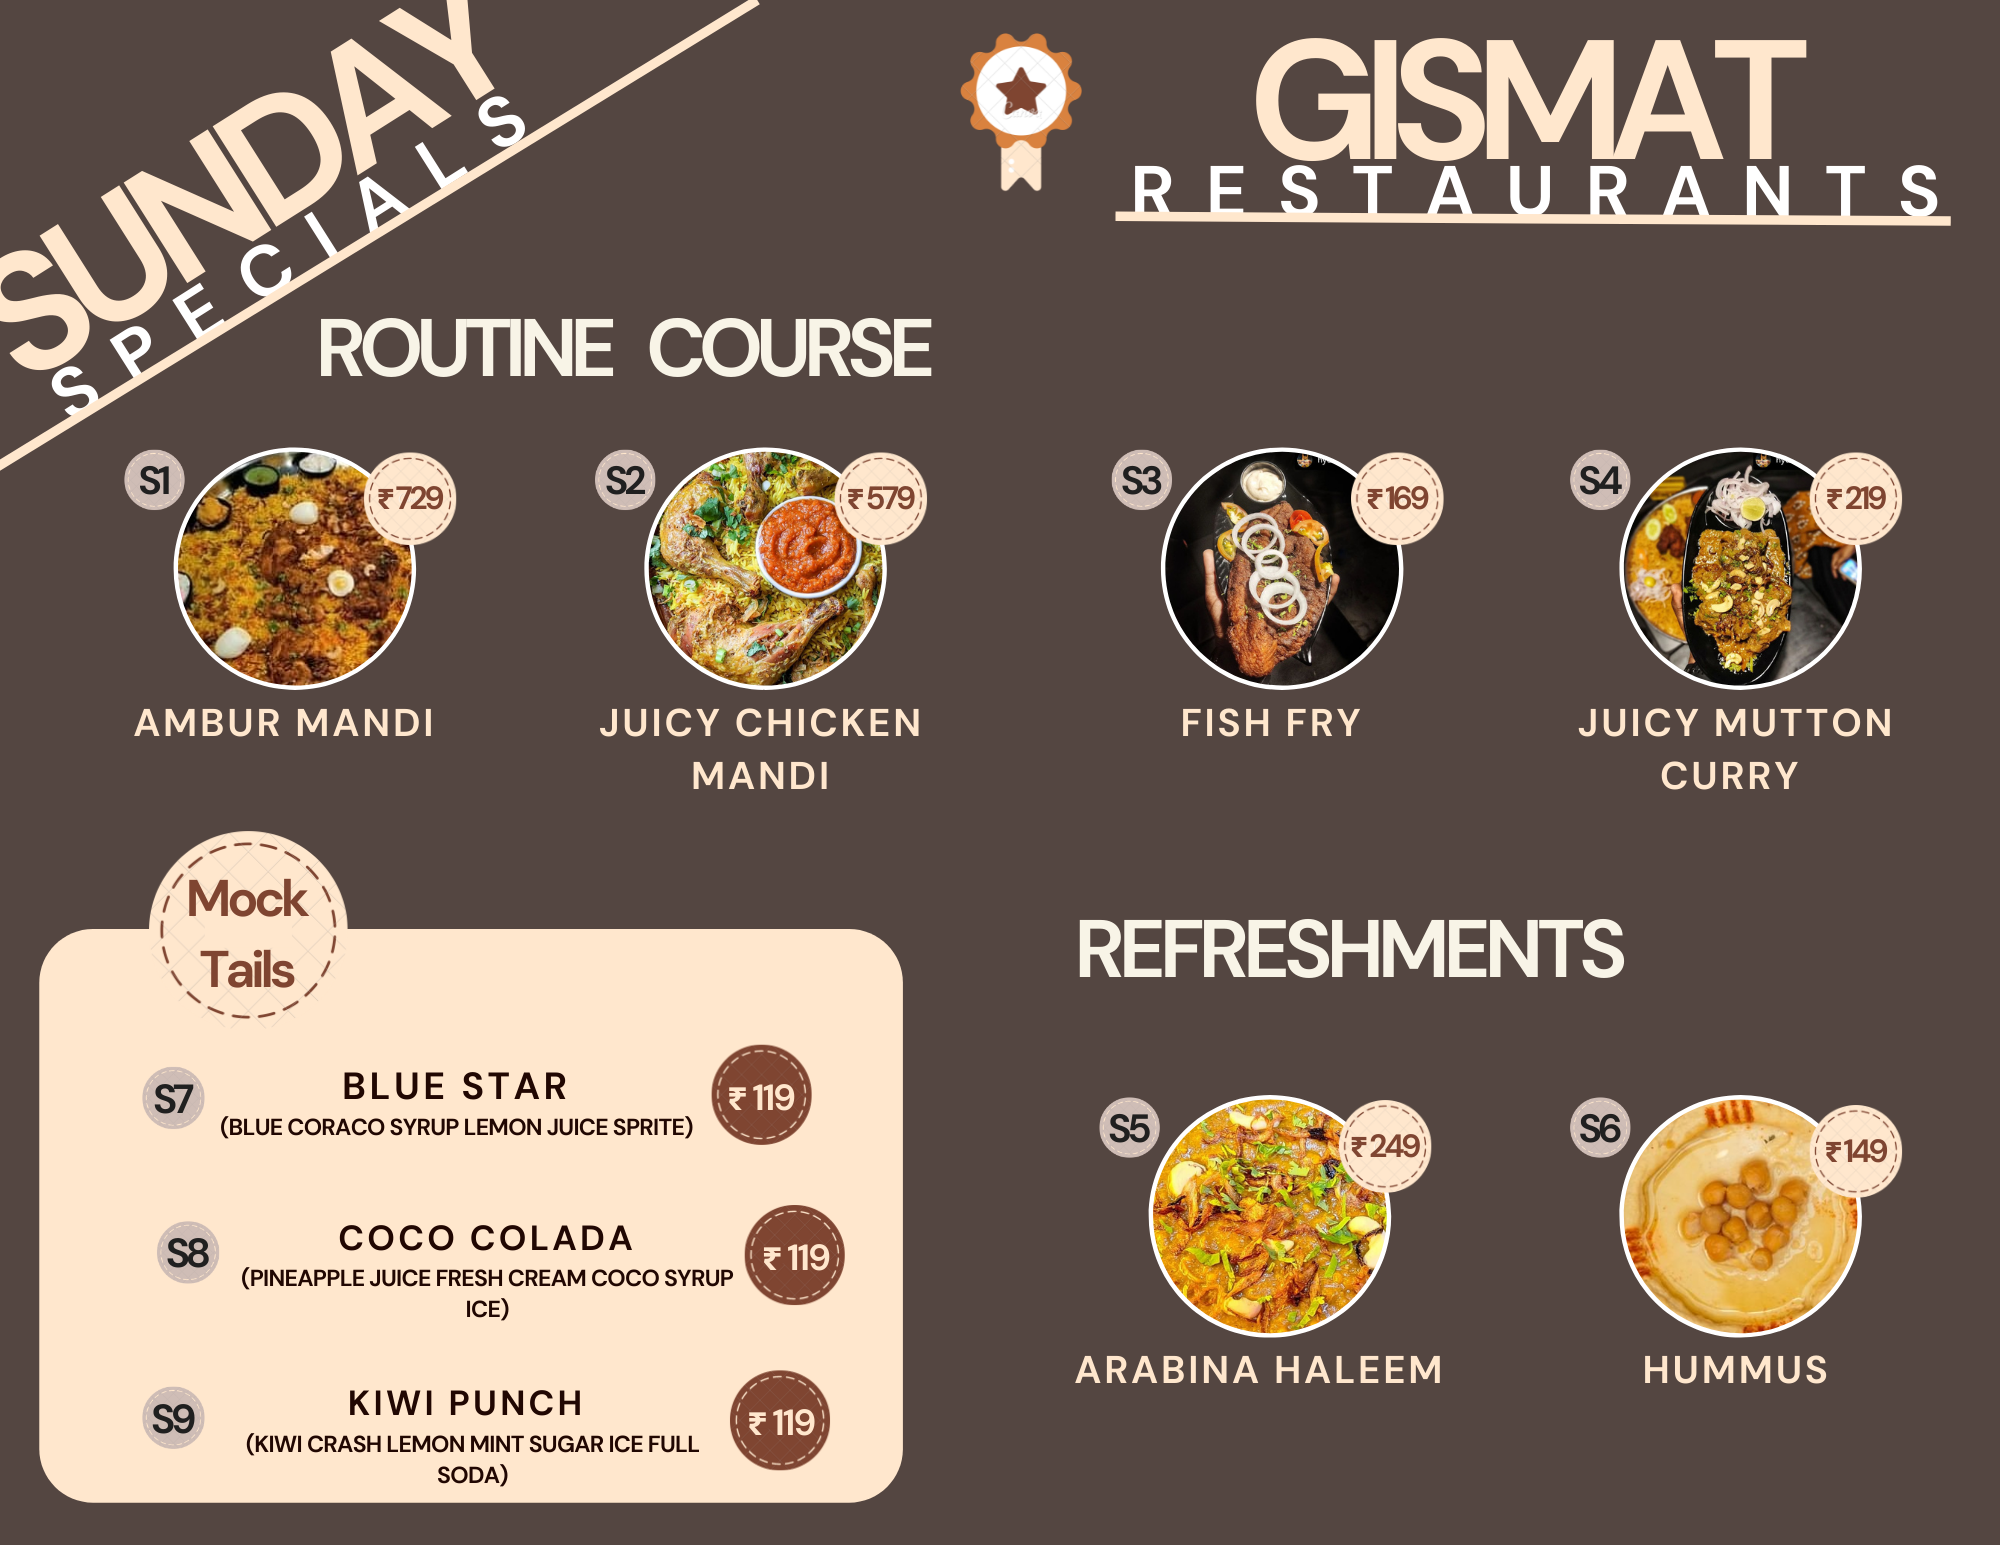 SUNDAY
SPECIALS
GISMAT
RESTAURANTS
ROUTINE COURSE
S1
₹729
AMBUR MANDI
S2
₹579
JUICY CHICKEN
MANDI
S3
₹169
FISH FRY
S4
₹219
JUICY MUTTON
CURRY
Mock
Tails
S7
BLUE STAR
₹ 119
(BLUE CORACO SYRUP LEMON JUICE SPRITE)
S8
COCO COLADA
₹ 119
(PINEAPPLE JUICE FRESH CREAM COCO SYRUP
ICE)
S9
KIWI PUNCH
₹ 119
(KIWI CRASH LEMON MINT SUGAR ICE FULL
SODA)
REFRESHMENTS
S5
₹249
ARABINA HALEEM
S6
₹149
HUMMUS